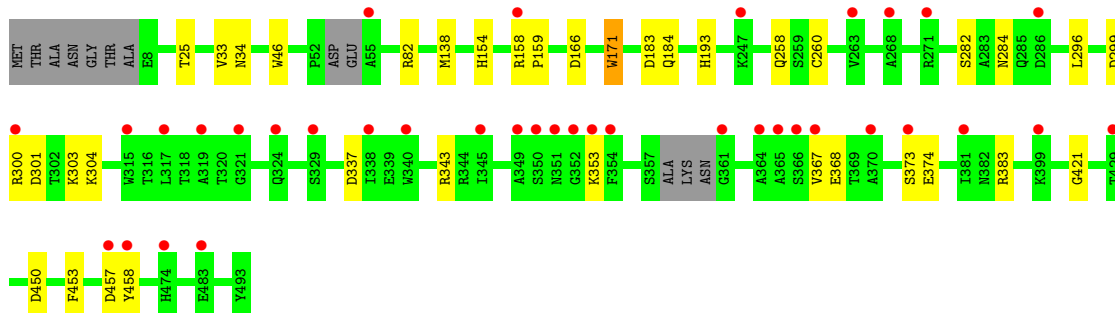 MET THR ALA ASN GLY THR ALA E8 T25 V33 N34 W46 P52 ASP GLU A55 R82 M138 H154 R158 P159 D166 W171 D183 Q184 H193 K247 Q258 S259 C260 V263 A268 R271 S282 A283 N284 Q285 D286 L296
R300 D301 T302 K303 K304 W315 T316 L317 T318 A319 T320 G321 Q324 S329 D337 I338 E339 W340 R343 R344 I345 A349 S350 N351 G352 K353 F354 S357 ALA LYS ASN G361 A364 A365 S366 V367 E368 T369 A370 S373 E374 I381 N382 R383 K399 G421
D450 F453 D457 Y458 H474 E483 Y493